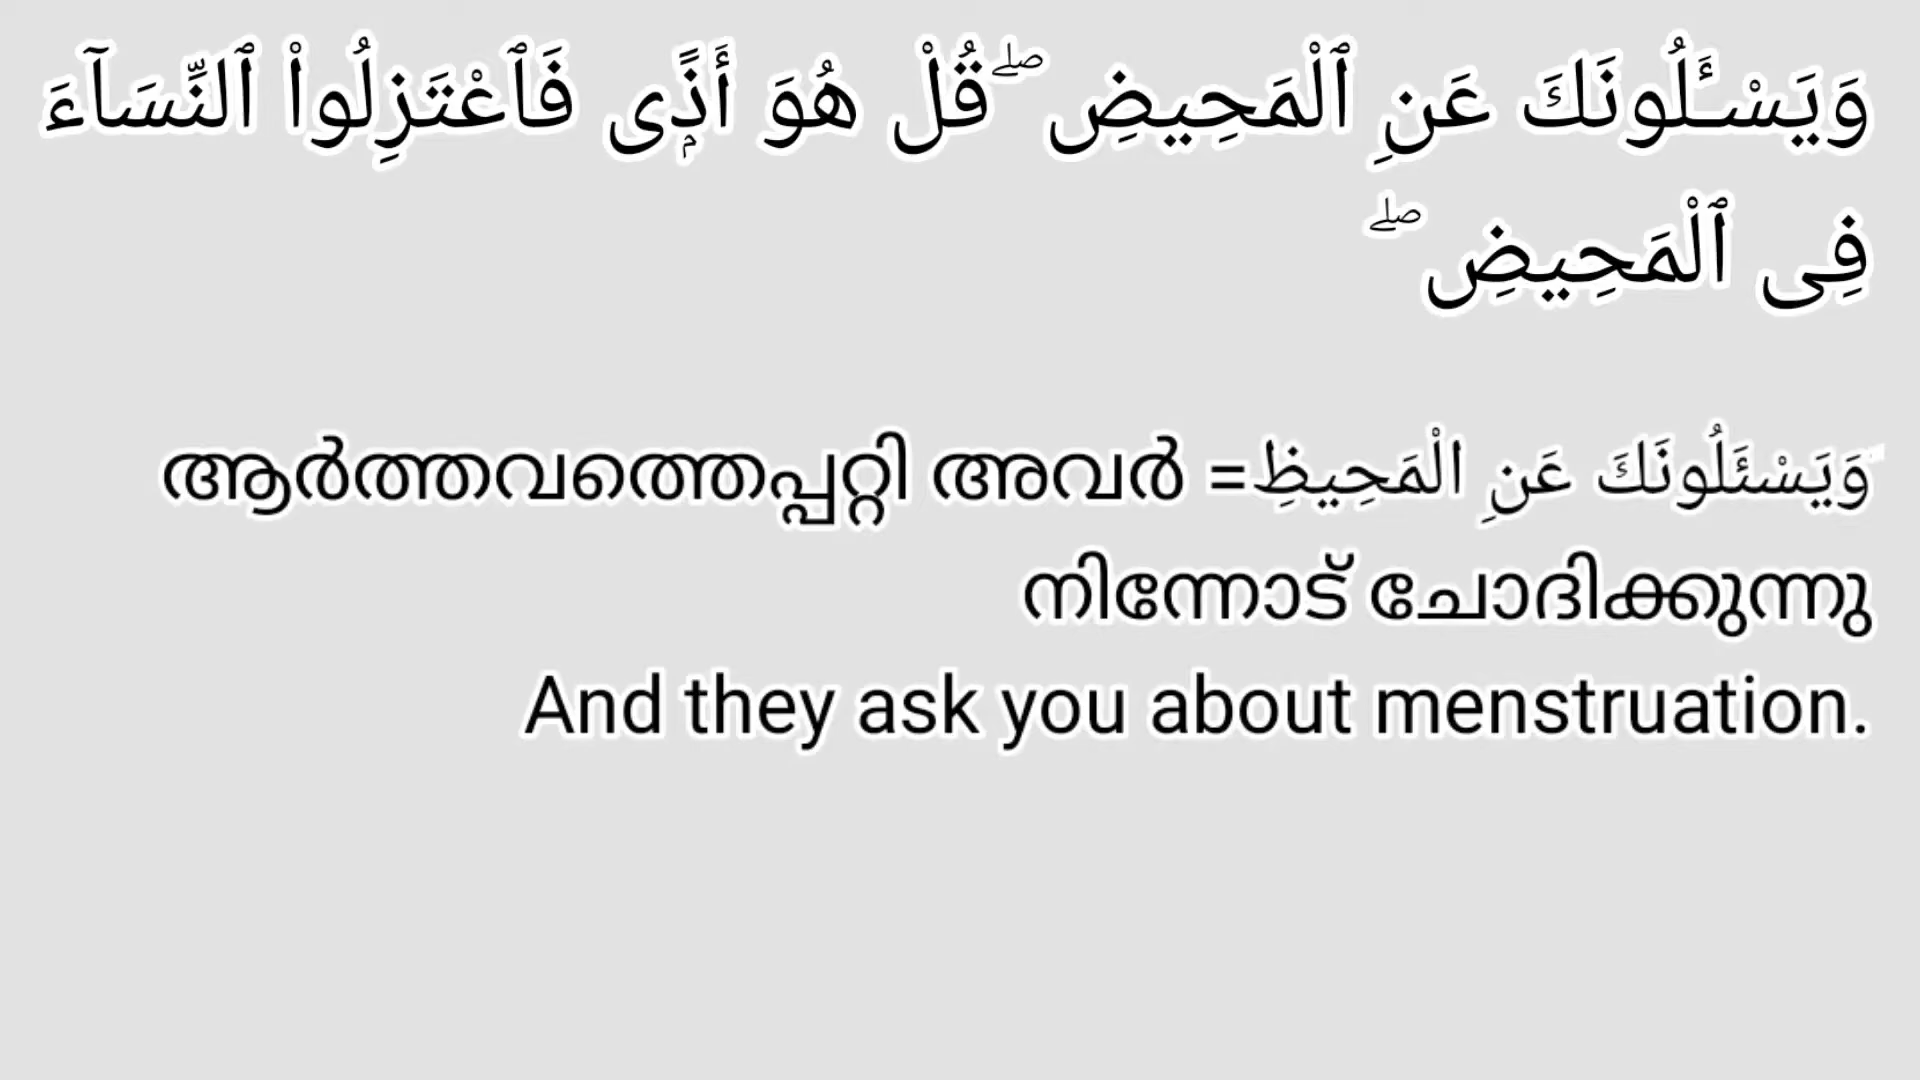 وَيَسْـَٔلُونَكَ عَنِ ٱلْمَحِيضِ ۖ قُلْ هُوَ أَذًۭى فَٱعْتَزِلُوا۟ ٱلنِّسَآءَ
فِى ٱلْمَحِيضِ ۖ
وَيَسْئَلُونَكَ عَنِ الْمَحِيظِ= ആർത്തവത്തെപ്പറ്റി അവർ
നിന്നോട് ചോദിക്കുന്നു
And they ask you about menstruation.